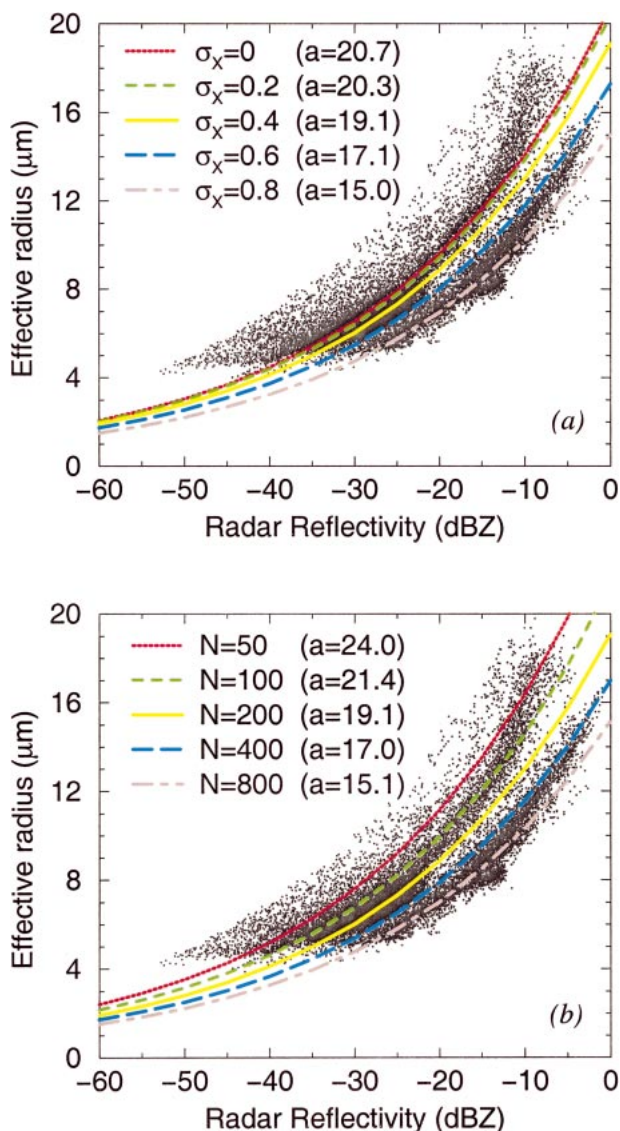 20
16
12
8
4
0
Effective radius (μm)
σx=0 (a=20.7)
σx=0.2 (a=20.3)
σx=0.4 (a=19.1)
σx=0.6 (a=17.1)
σx=0.8 (a=15.0)
(a)
−60 −50 −40 −30 −20 −10 0
Radar Reflectivity (dBZ)
20
16
12
8
4
0
Effective radius (μm)
N=50 (a=24.0)
N=100 (a=21.4)
N=200 (a=19.1)
N=400 (a=17.0)
N=800 (a=15.1)
(b)
−60 −50 −40 −30 −20 −10 0
Radar Reflectivity (dBZ)